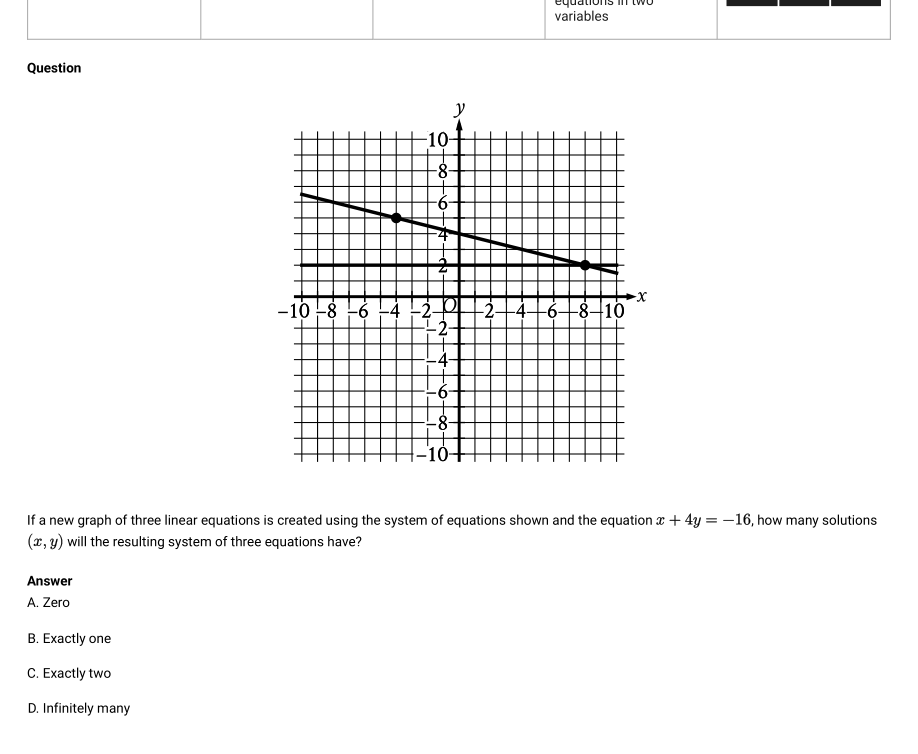 equations in two
variables
Question
y
10
8
6
4
2
−10 −8 −6 −4 −2 O 2 4 6 8 10 x
−2
−4
−6
−8
−10
If a new graph of three linear equations is created using the system of equations shown and the equation x + 4y = −16, how many solutions
(x, y) will the resulting system of three equations have?
Answer
A. Zero
B. Exactly one
C. Exactly two
D. Infinitely many